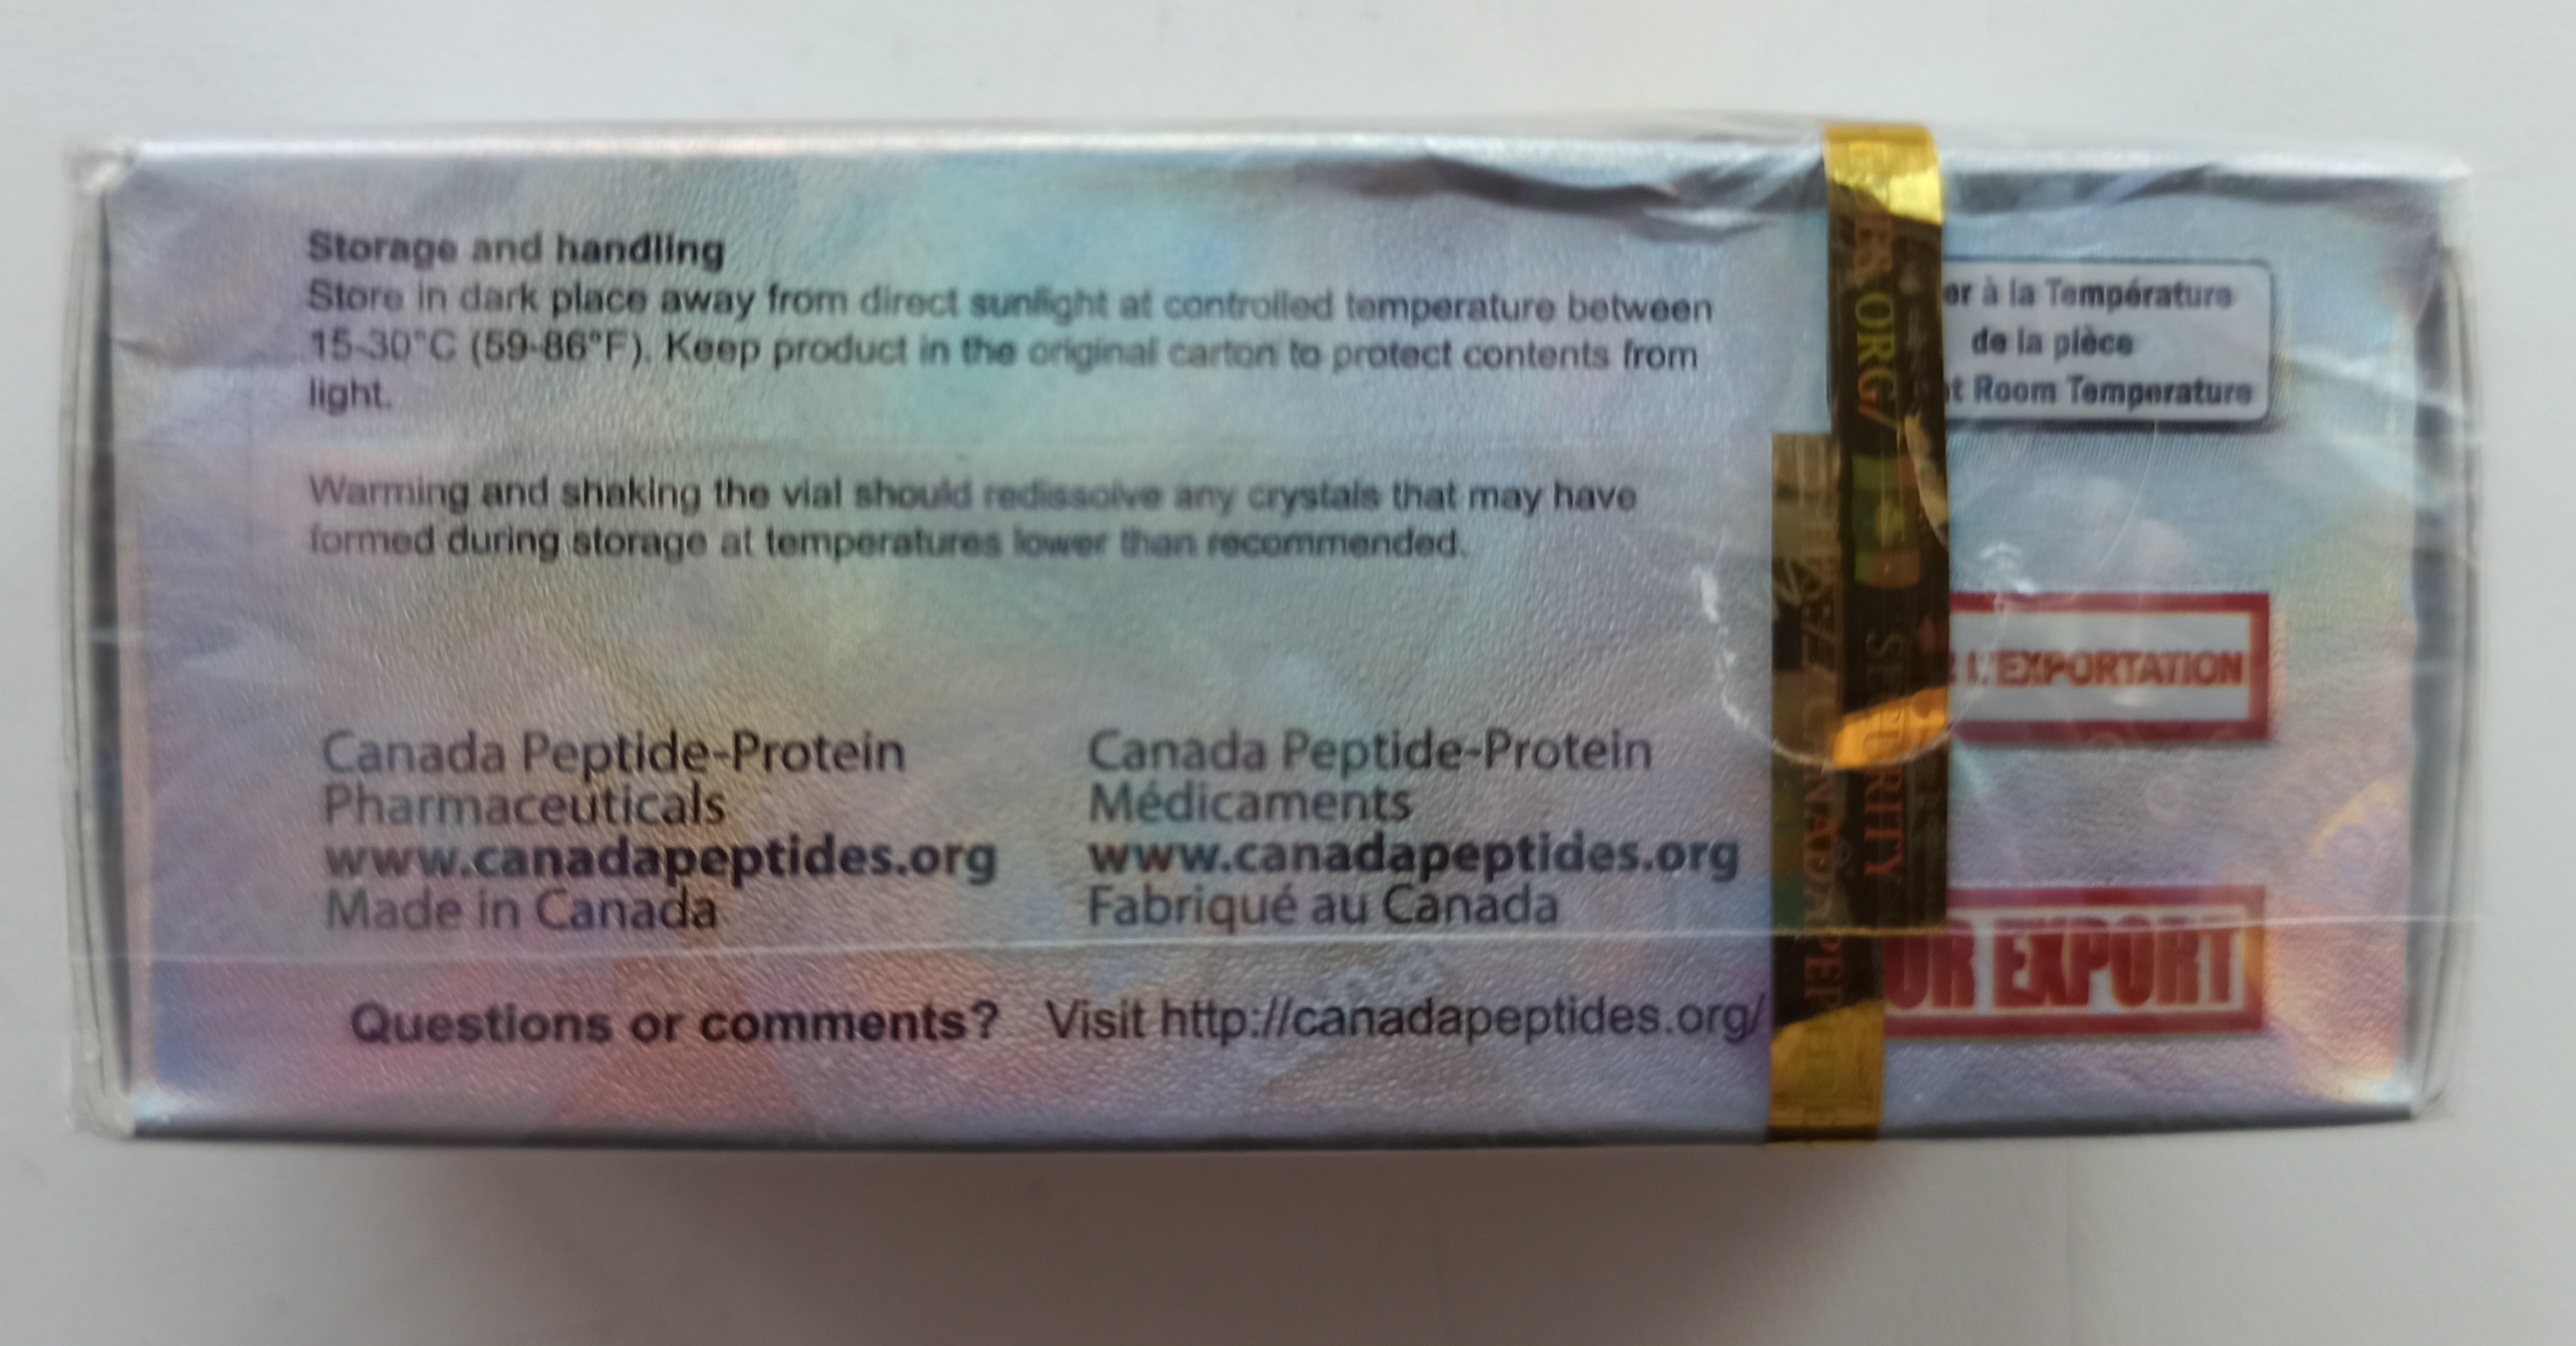 Storage and handling
Store in dark place away from direct sunlight at controlled temperature between
15-30°C (59-86°F). Keep product in the original carton to protect contents from
light.
Warming and shaking the vial should redissolve any crystals that may have
formed during storage at temperatures lower than recommended.
Canada Peptide-Protein
Pharmaceuticals
www.canadapeptides.org
Made in Canada
Canada Peptide-Protein
Médicaments
www.canadapeptides.org
Fabriqué au Canada
Questions or comments? Visit http://canadapeptides.org/
à la Température
de la pièce
Room Temperature
L'EXPORTATION
EXPORT
ORG/
SECURITY